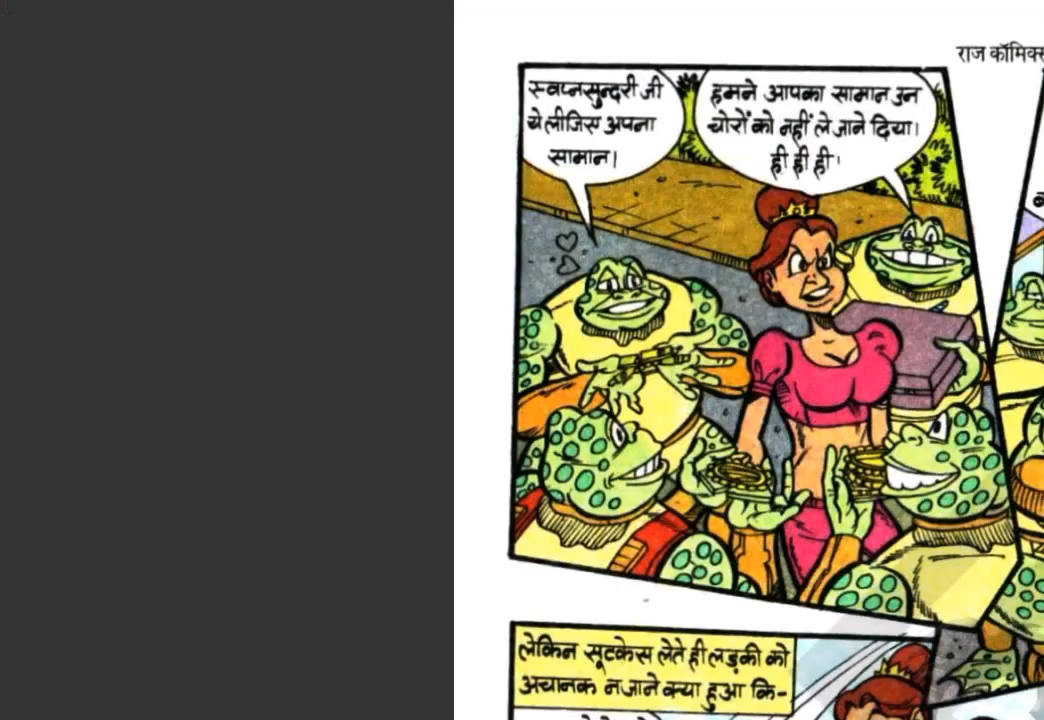 राज कॉमिक्स
स्वप्नसुन्दरी जी
ये लीजिए अपना
सामान।
हमने आपका सामान उन
चोरों को नहीं ले जाने दिया।
ही ही ही।
लेकिन सूटकेस लेते ही लड़की को
अचानक न जाने क्या हुआ कि-